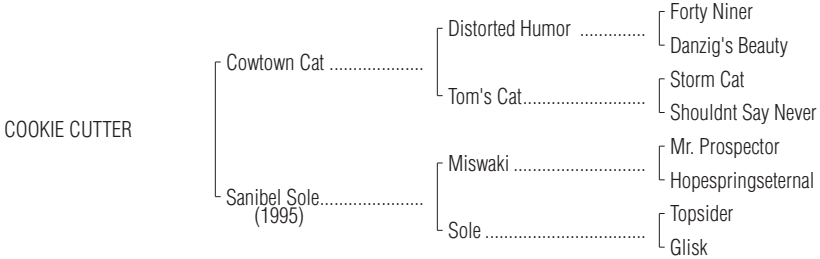 Forty Niner
Distorted Humor ..............
Danzig's Beauty
Cowtown Cat ....................
Storm Cat
Tom's Cat..........................
Shouldnt Say Never
COOKIE CUTTER
Mr. Prospector
Miswaki ............................
Hopespringseternal
Sanibel Sole......................
(1995)
Topsider
Sole ..................................
Glisk